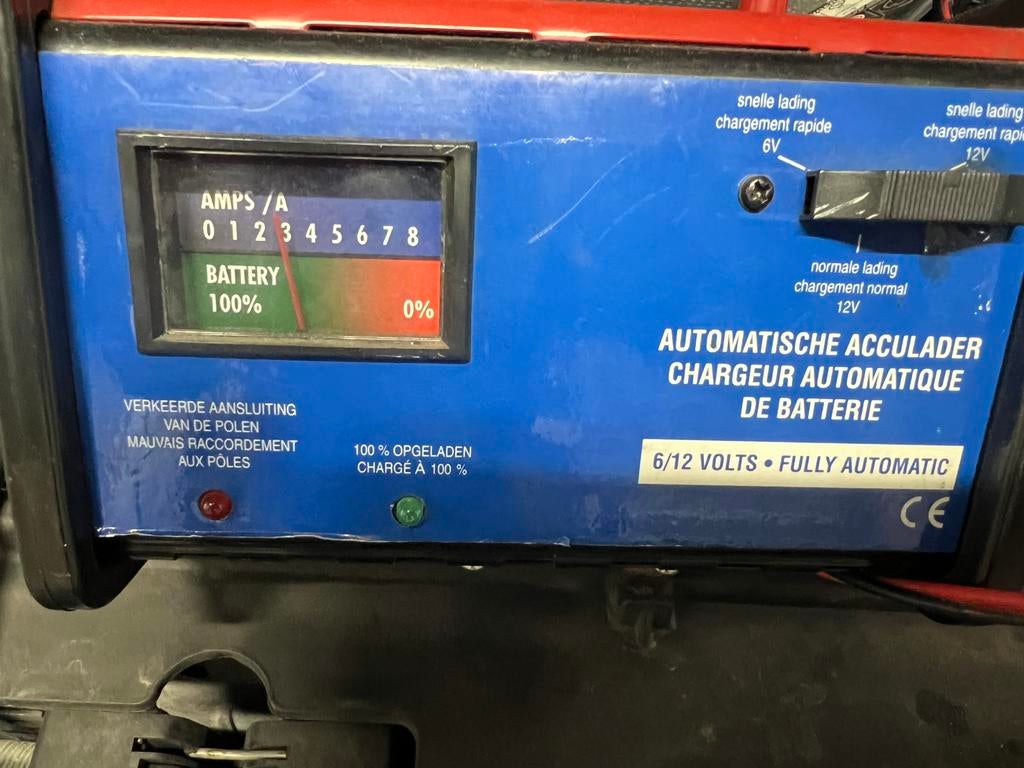 AMPS /A
0 1 2 3 4 5 6 7 8
BATTERY
100% 0%
snelle lading
chargement rapide
6V
snelle lading
chargement
12V
normale lading
chargement normal
12V
AUTOMATISCHE ACCULADER
CHARGEUR AUTOMATIQUE
DE BATTERIE
6/12 VOLTS • FULLY AUTOMATIC
CE
VERKEERDE AANSLUITING
VAN DE POLEN
MAUVAIS RACCORDEMENT
AUX PÔLES
100 % OPGELADEN
CHARGÉ À 100 %